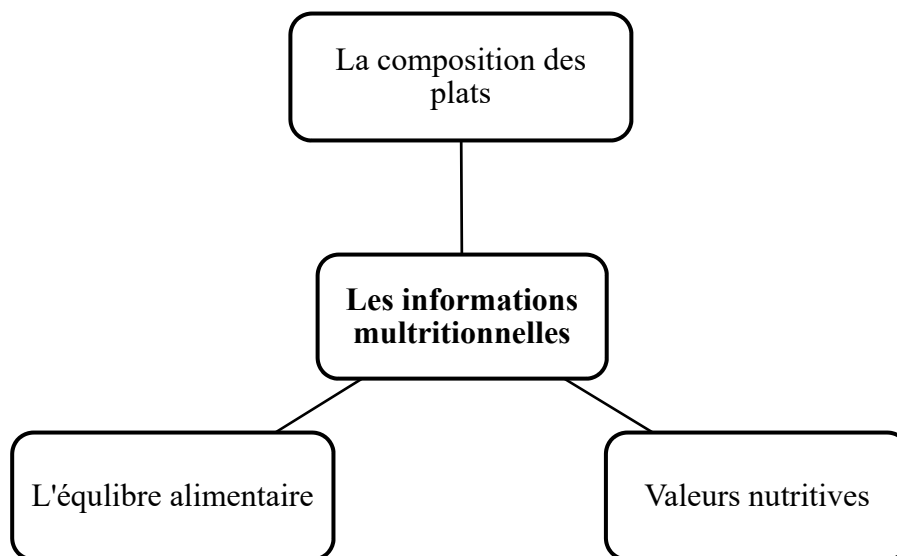 La composition des
plats
Les informations
multritionnelles
L'équlibre alimentaire
Valeurs nutritives